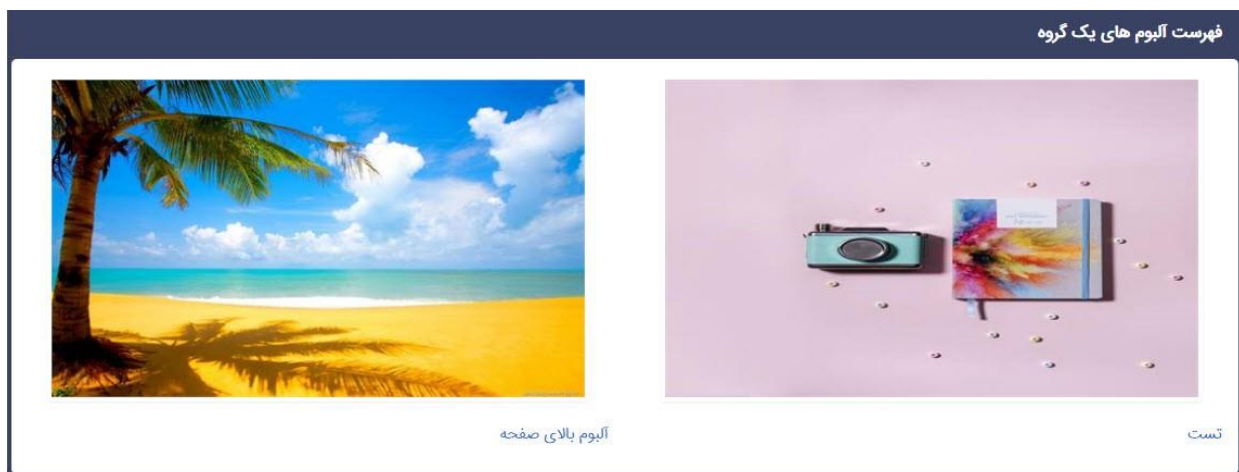 فهرست آلبوم های یک گروه
تست
آلبوم بالای صفحه